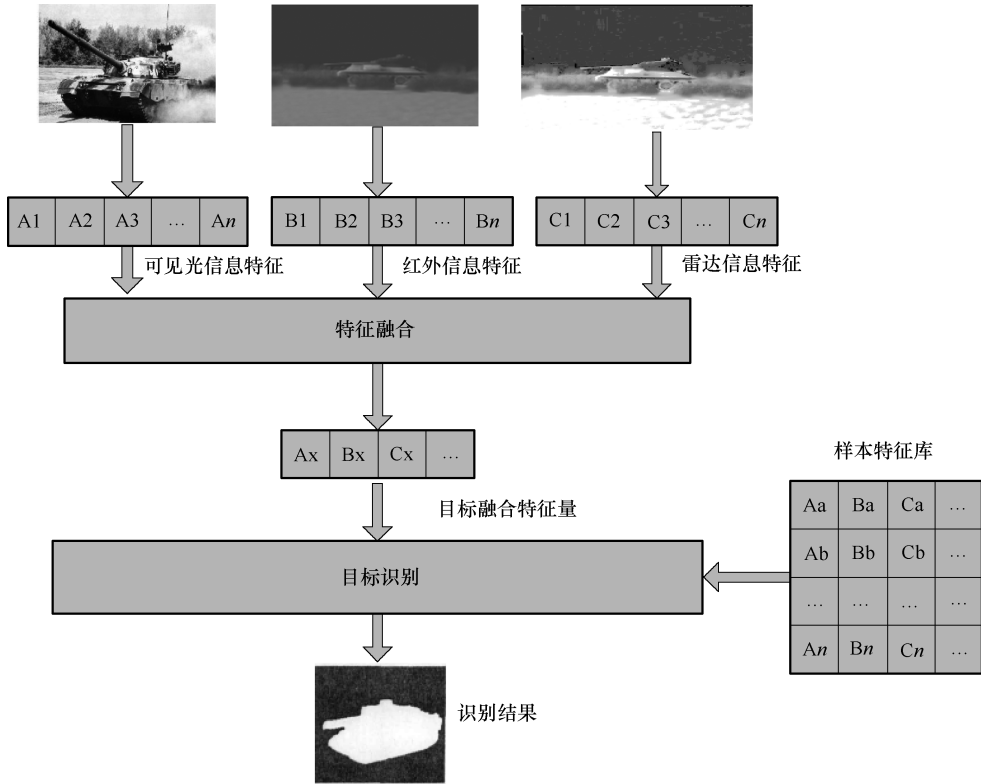 A1 A2 A3 … An
B1 B2 B3 … Bn
C1 C2 C3 … Cn
可见光信息特征
红外信息特征
雷达信息特征
特征融合
Ax Bx Cx …
目标融合特征量
样本特征库
Aa Ba Ca …
Ab Bb Cb …
… … … …
An Bn Cn …
目标识别
识别结果